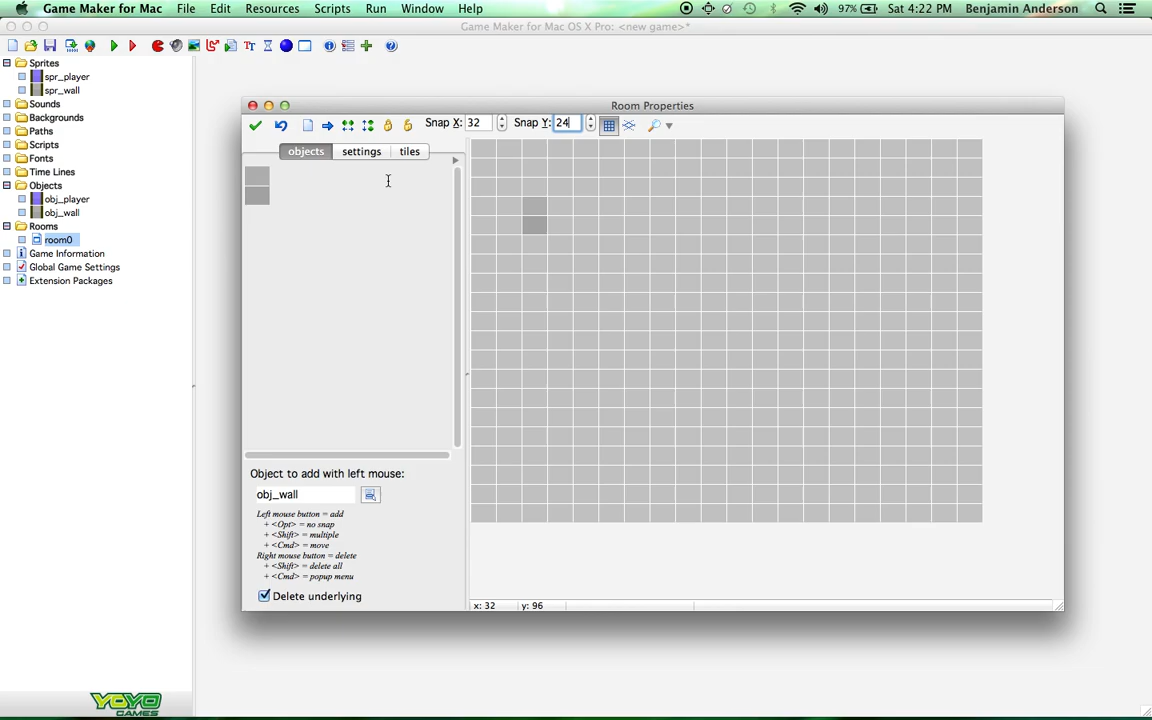 Game Maker for Mac File Edit Resources Scripts Run Window Help 97% Sat 4:22 PM Benjamin Anderson
Game Maker for Mac OS X Pro: <new game>*
Sprites
spr_player
spr_wall
Sounds
Backgrounds
Paths
Scripts
Fonts
Time Lines
Objects
obj_player
obj_wall
Rooms
room0
Game Information
Global Game Settings
Extension Packages
YOYO
GAMES
Room Properties
Snap X: 32 Snap Y: 24
objects settings tiles
Object to add with left mouse:
obj_wall
Left mouse button = add
+ <Opt> = no snap
+ <Shift> = multiple
+ <Cmd> = move
Right mouse button = delete
+ <Shift> = delete all
+ <Cmd> = popup menu
Delete underlying
x: 32 y: 96